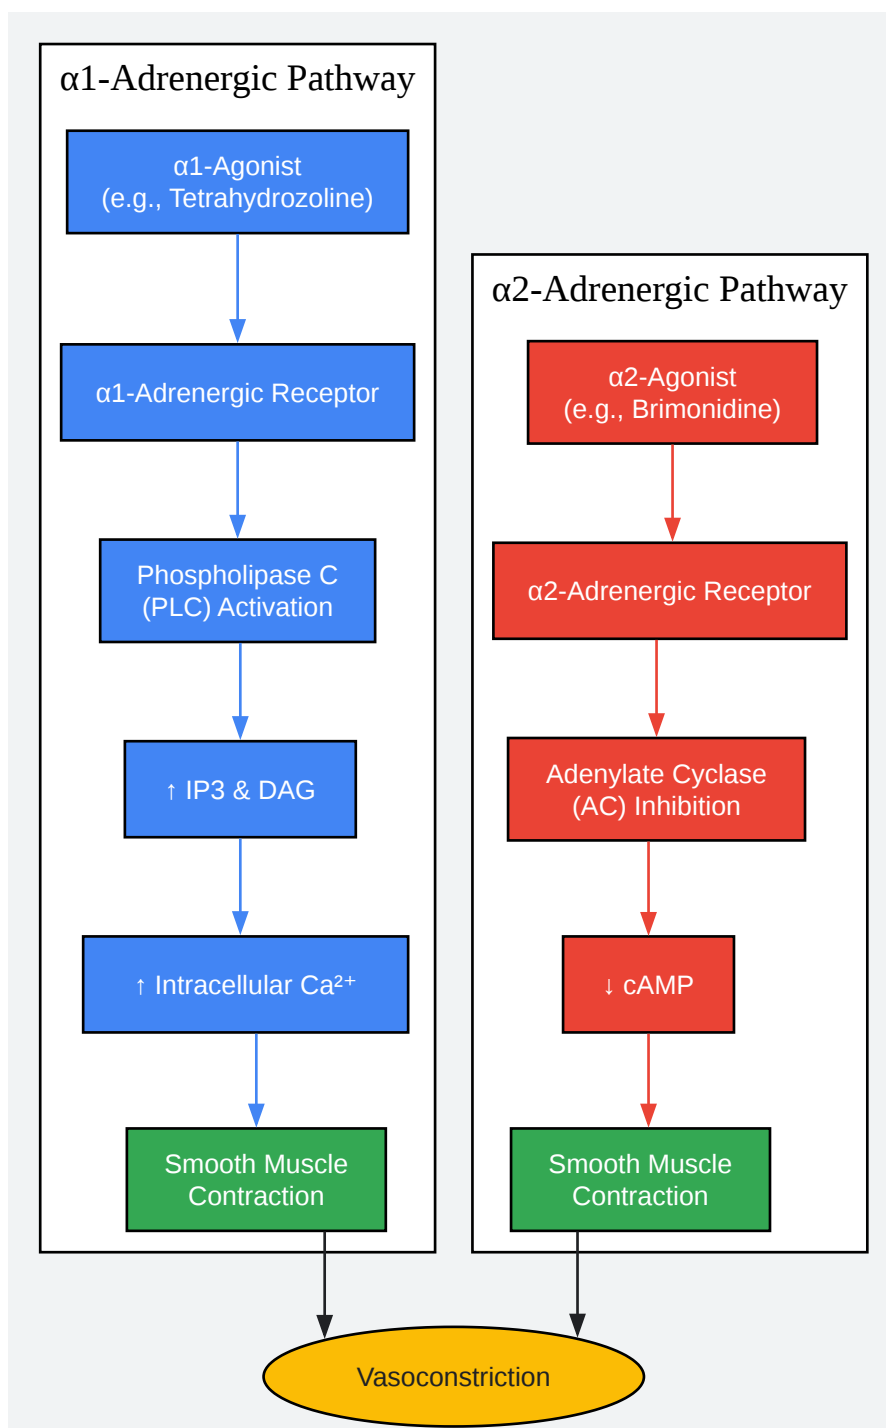 α1-Adrenergic Pathway
α1-Agonist
(e.g., Tetrahydrozoline)
α1-Adrenergic Receptor
Phospholipase C
(PLC) Activation
↑ IP3 & DAG
↑ Intracellular Ca²⁺
Smooth Muscle
Contraction
α2-Adrenergic Pathway
α2-Agonist
(e.g., Brimonidine)
α2-Adrenergic Receptor
Adenylate Cyclase
(AC) Inhibition
↓ cAMP
Smooth Muscle
Contraction
Vasoconstriction